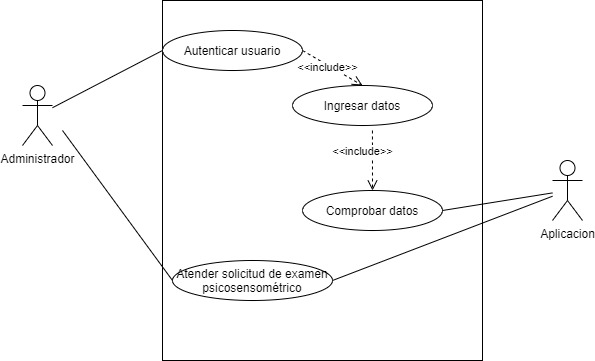 Autenticar usuario
<<include>>
Ingresar datos
Administrador
<<include>>
Comprobar datos
Aplicacion
Atender solicitud de examen
psicosensométrico